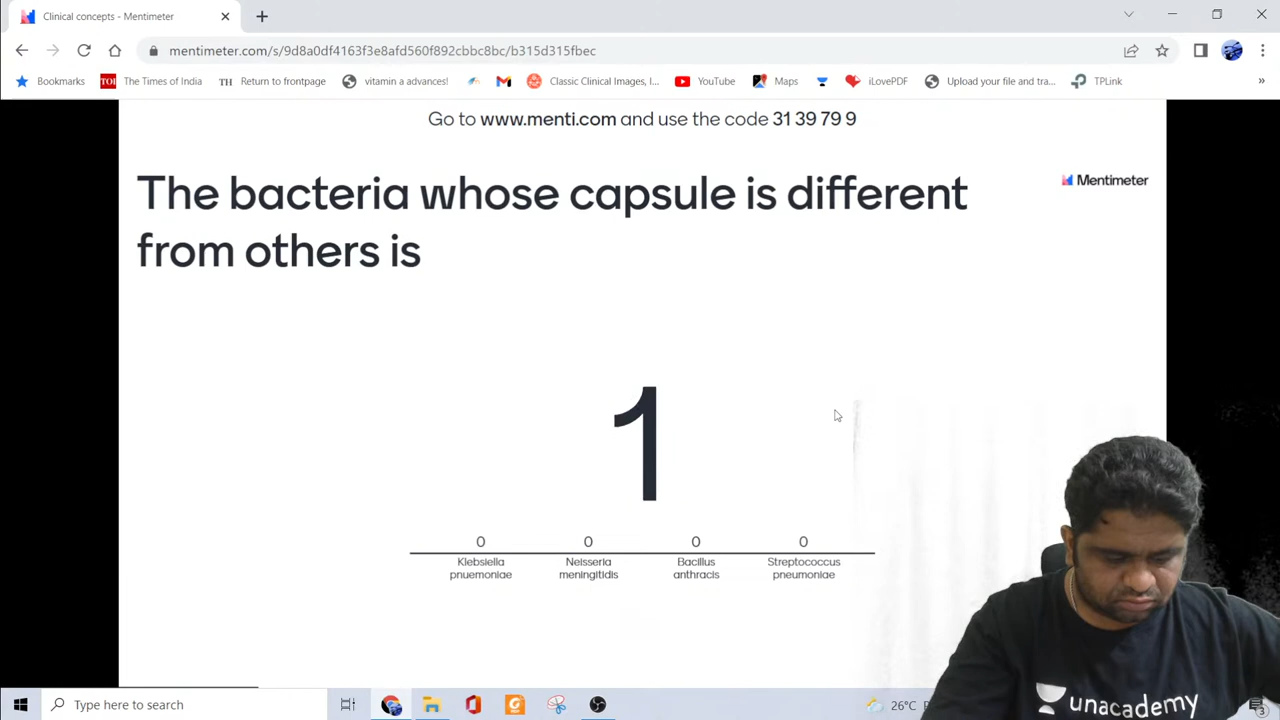 Clinical concepts - Mentimeter
mentimeter.com/s/9d8a0df4163f3e8afd560f892cbbc8bc/b315d315fbec
Bookmarks
TOI The Times of India
TH Return to frontpage
vitamin a advances!
Classic Clinical Images, I...
YouTube
Maps
iLovePDF
Upload your file and tra...
TPLink
»
Go to www.menti.com and use the code 31 39 79 9
Mentimeter
The bacteria whose capsule is different
from others is
1
0 0 0 0
Klebsiella
pnuemoniae
Neisseria
meningitidis
Bacillus
anthracis
Streptococcus
pneumoniae
unacademy
Type here to search
26°C
3